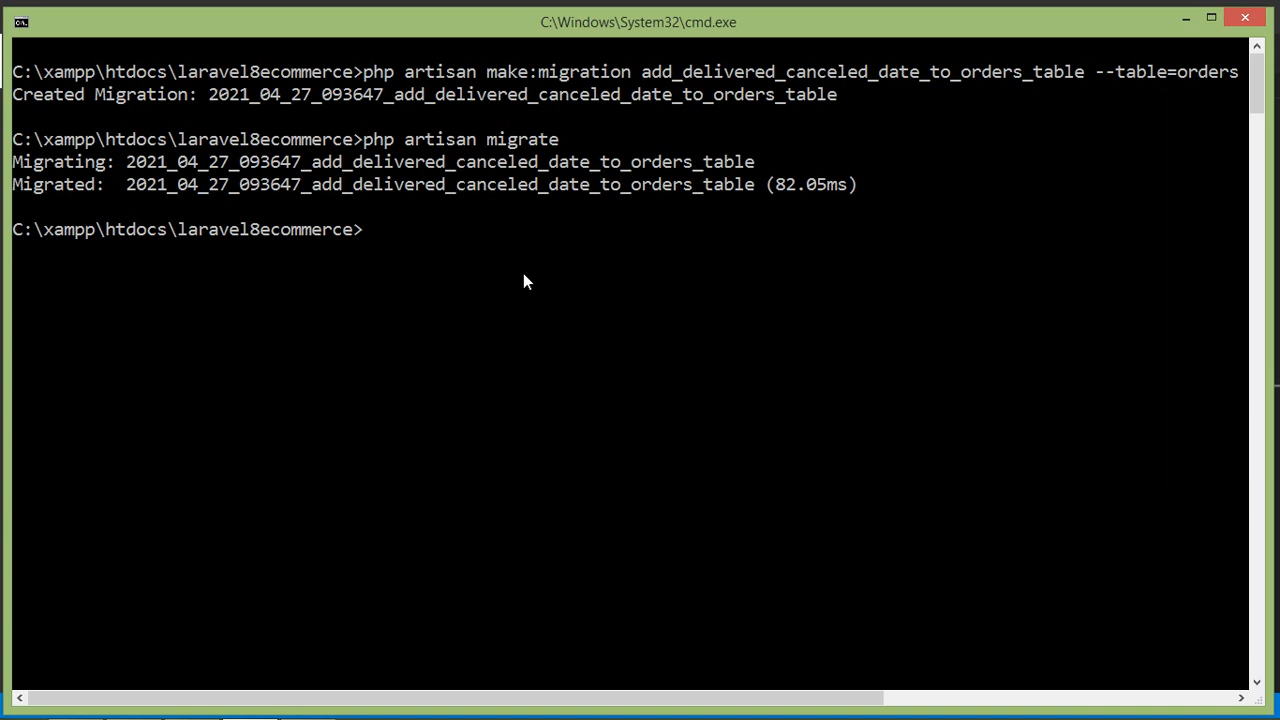 C:\Windows\System32\cmd.exe
C:\xampp\htdocs\laravel8ecommerce>php artisan make:migration add_delivered_canceled_date_to_orders_table --table=orders
Created Migration: 2021_04_27_093647_add_delivered_canceled_date_to_orders_table
C:\xampp\htdocs\laravel8ecommerce>php artisan migrate
Migrating: 2021_04_27_093647_add_delivered_canceled_date_to_orders_table
Migrated:  2021_04_27_093647_add_delivered_canceled_date_to_orders_table (82.05ms)
C:\xampp\htdocs\laravel8ecommerce>